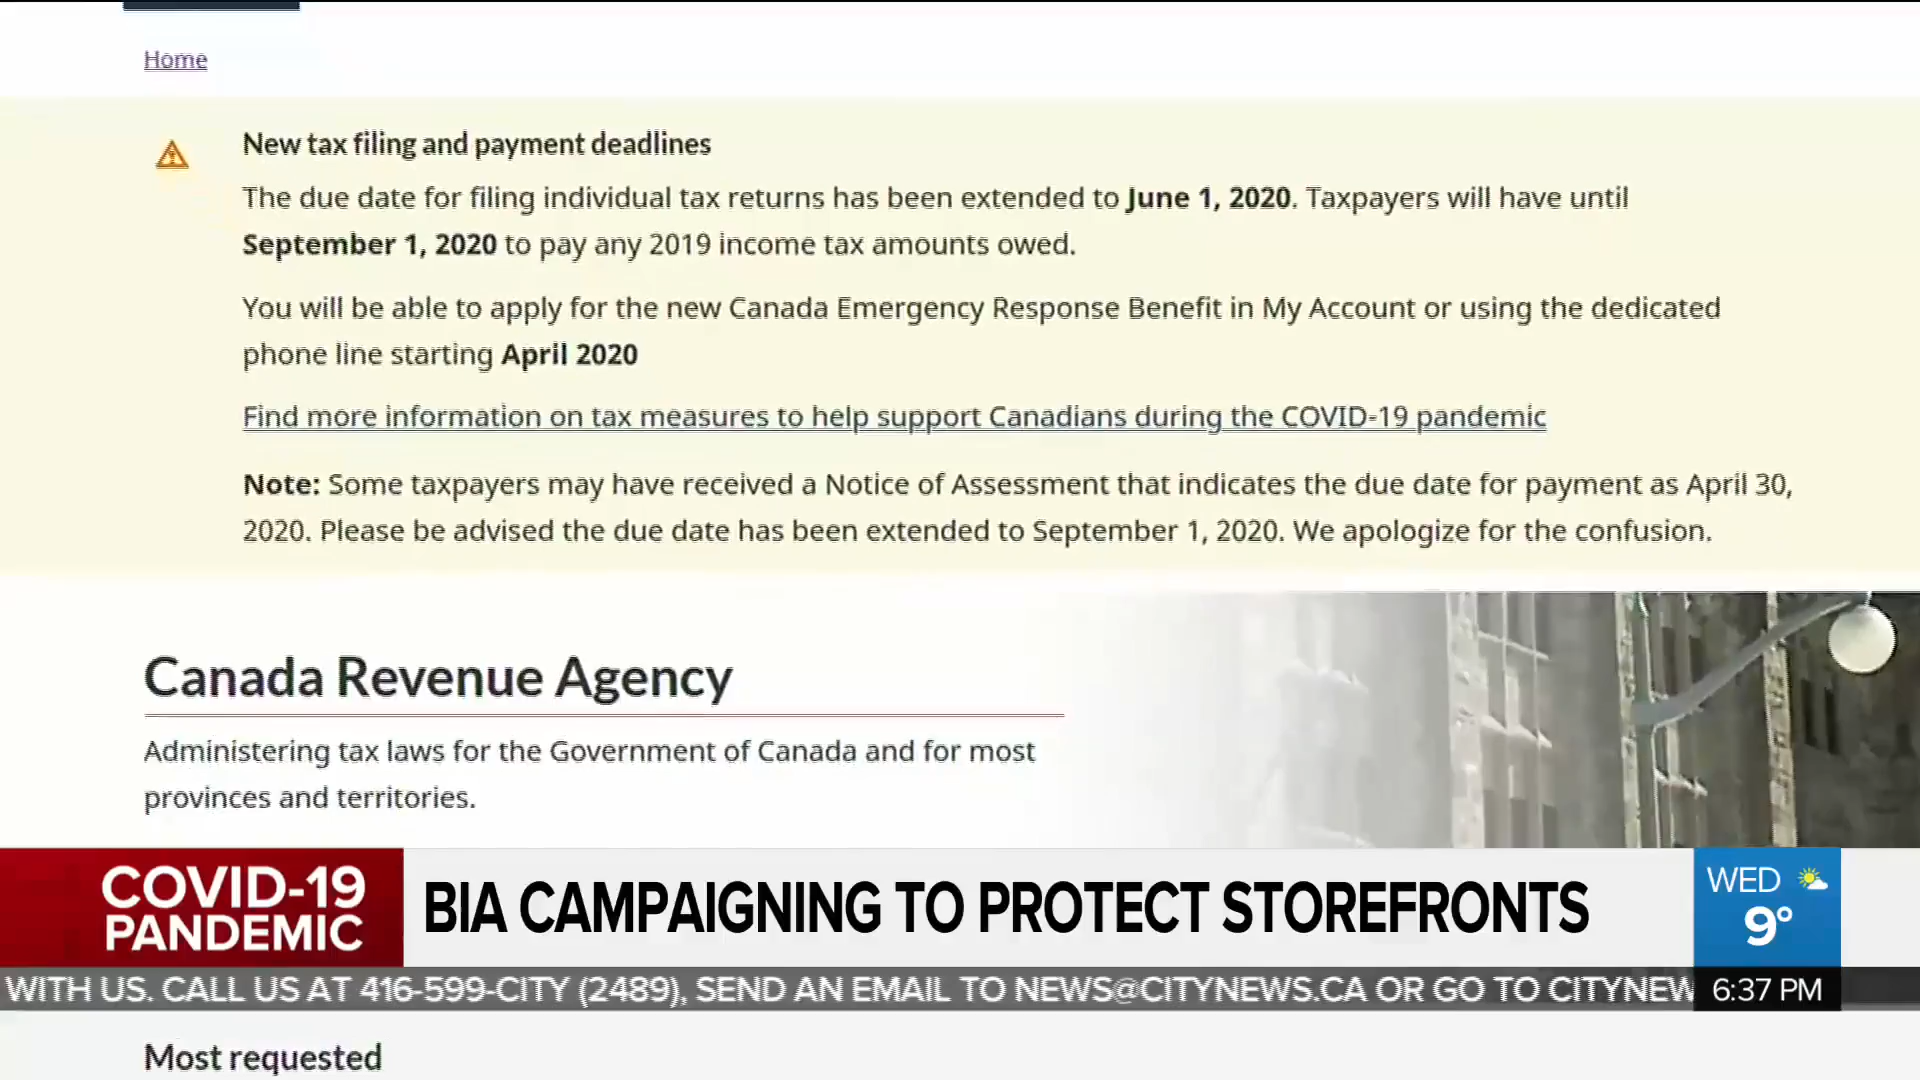 Home
New tax filing and payment deadlines
The due date for filing individual tax returns has been extended to June 1, 2020. Taxpayers will have until
September 1, 2020 to pay any 2019 income tax amounts owed.
You will be able to apply for the new Canada Emergency Response Benefit in My Account or using the dedicated
phone line starting April 2020
Find more information on tax measures to help support Canadians during the COVID-19 pandemic
Note: Some taxpayers may have received a Notice of Assessment that indicates the due date for payment as April 30,
2020. Please be advised the due date has been extended to September 1, 2020. We apologize for the confusion.
Canada Revenue Agency
Administering tax laws for the Government of Canada and for most
provinces and territories.
COVID-19
PANDEMIC
BIA CAMPAIGNING TO PROTECT STOREFRONTS
WED
9°
WITH US. CALL US AT 416-599-CITY (2489), SEND AN EMAIL TO NEWS@CITYNEWS.CA OR GO TO CITYNEW
6:37 PM
Most requested